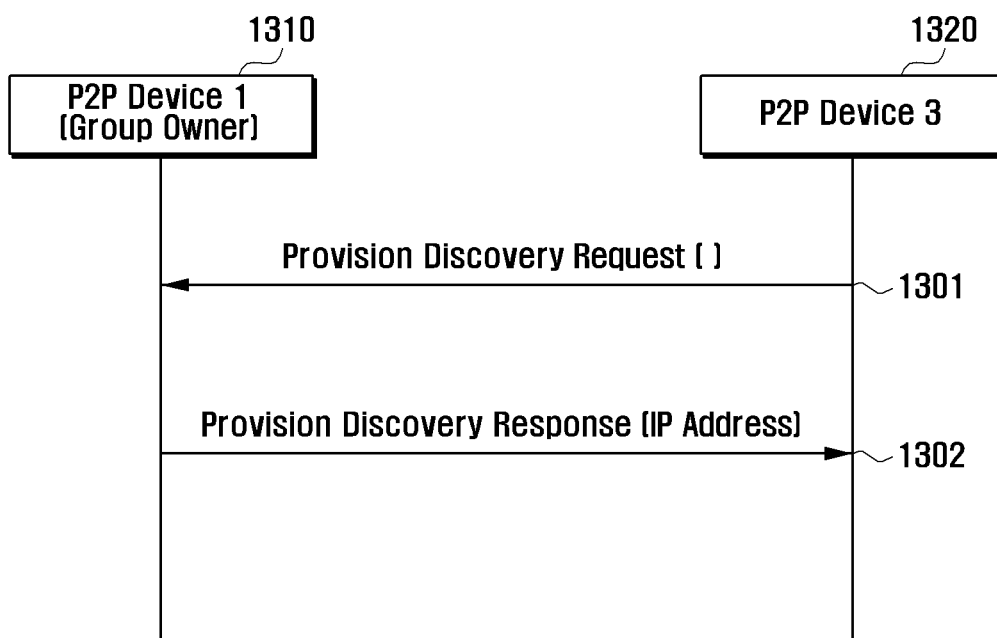 1310
1320
P2P Device 1
(Group Owner)
P2P Device 3
Provision Discovery Request ( )
1301
Provision Discovery Response (IP Address)
1302